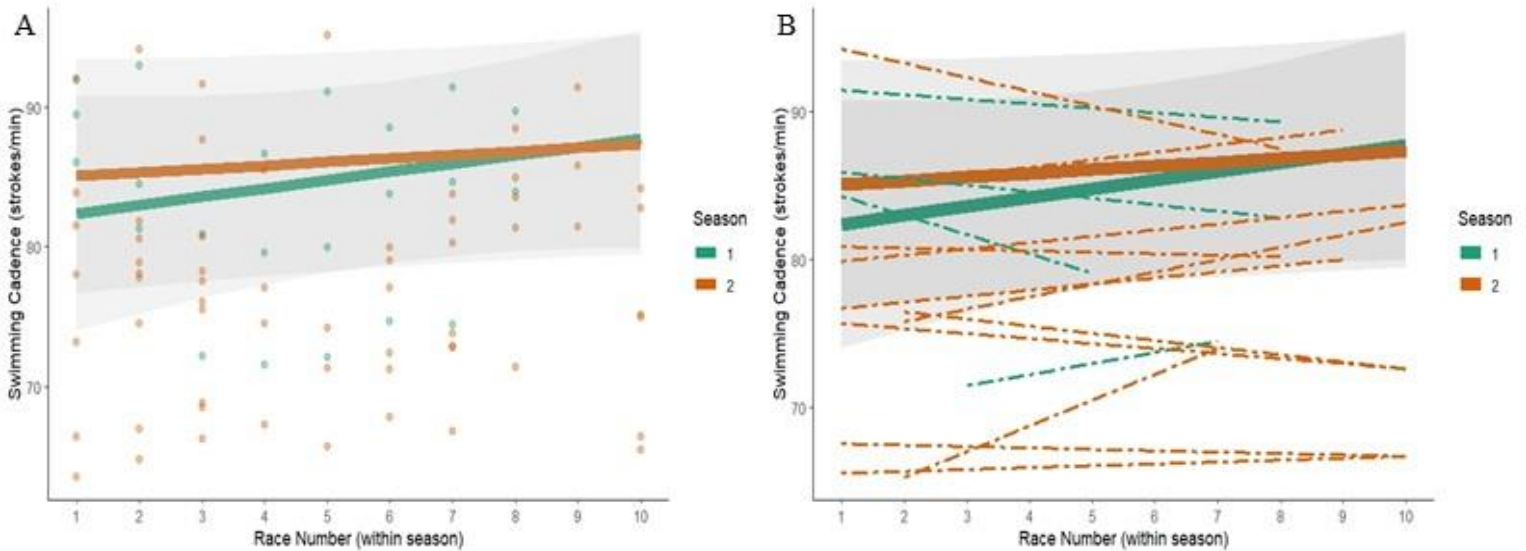 A
Swimming Cadence (strokes/min)
90
80
70
1 2 3 4 5 6 7 8 9 10
Race Number (within season)
Season
1
2
B
Swimming Cadence (strokes/min)
90
80
70
1 2 3 4 5 6 7 8 9 10
Race Number (within season)
Season
1
2